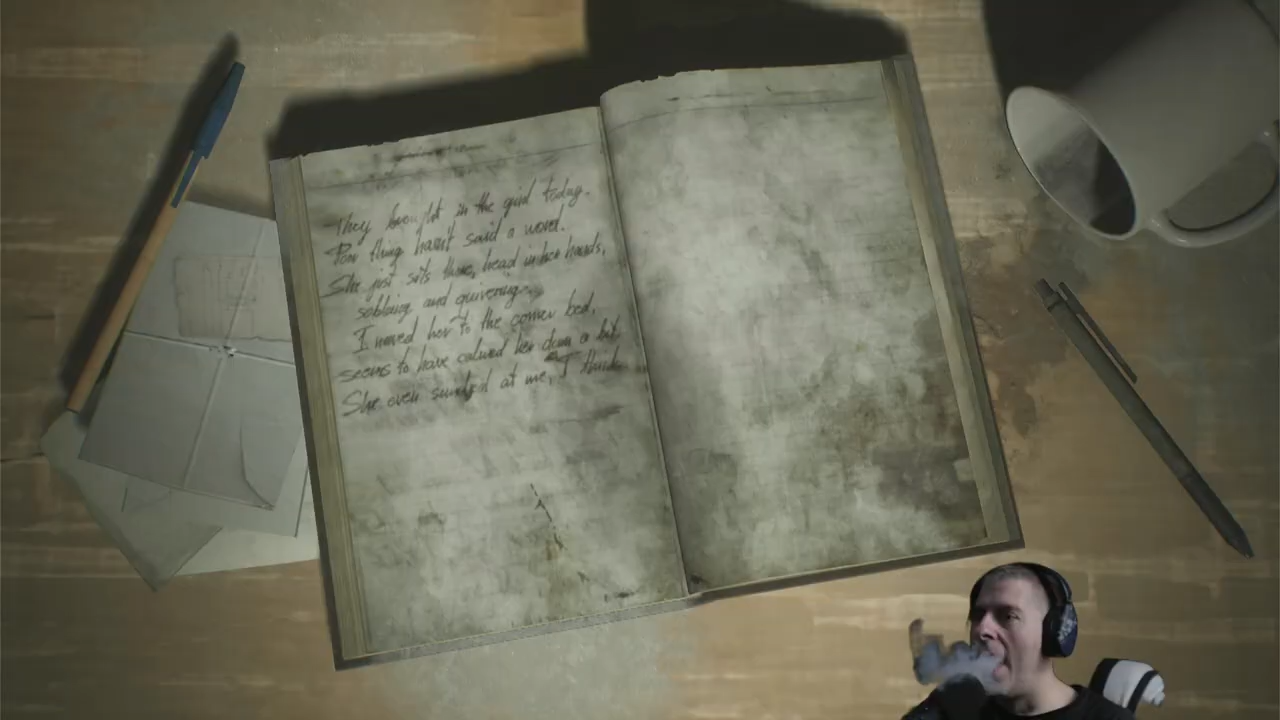 They brought in the girl today.
Poor thing hasn't said a word.
She just sits there, head in her hands,
sobbing and quivering.
I moved her to the corner bed,
seems to have calmed her down a bit.
She even smiled at me, I think.